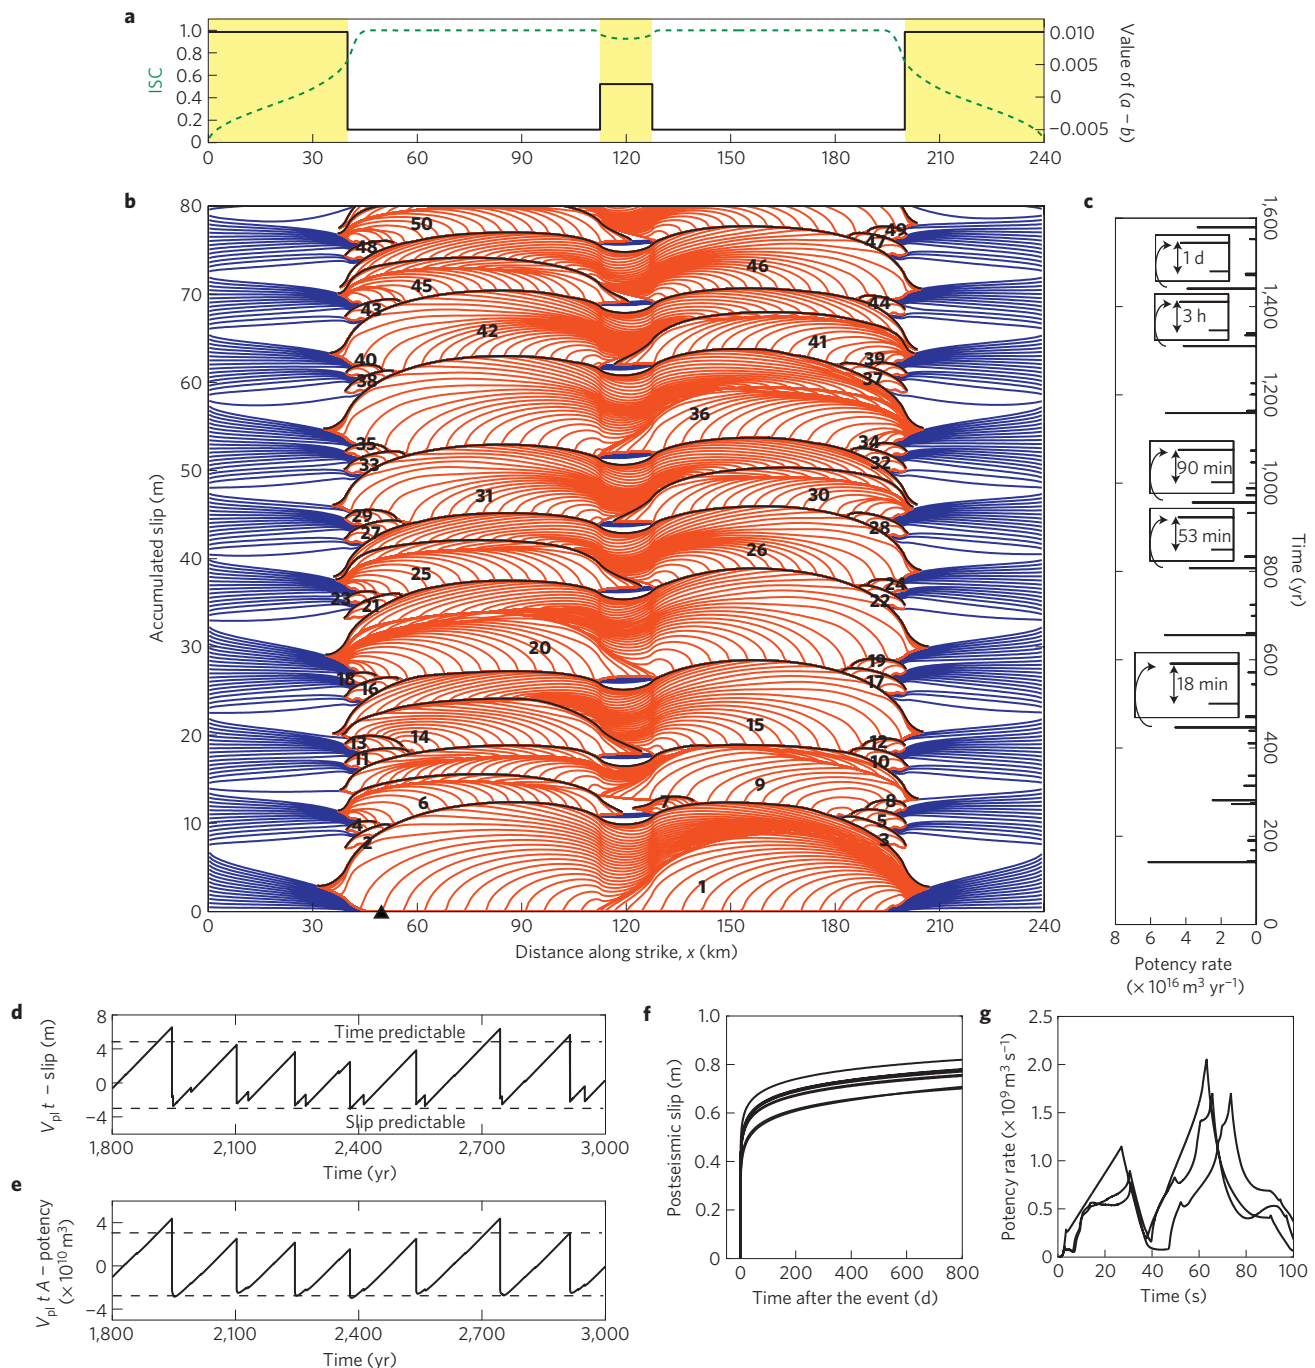 a
ISC
1.0
0.8
0.6
0.4
0.2
0
0.010
0.005
0
−0.005
Value of (a − b)
0 30 60 90 120 150 180 210 240
b
Accumulated slip (m)
80
70
60
50
40
30
20
10
0
50 49
48 47
46
45
43 44
42 41
40 39
38 37
36
35 34
33 32
31 30
29 28
27
26
25 24
23 22
21
20 19
18 17
16
15
14
13 12
11 10
9
8
7
6
5
4
3
2
1
0 30 60 90 120 150 180 210 240
Distance along strike, x (km)
c
1 d
3 h
90 min
53 min
18 min
1,600
1,400
1,200
1,000
800
600
400
200
0
Time (yr)
8 6 4 2 0
Potency rate
(× 10¹⁶ m³ yr⁻¹)
d
Vpl t − slip (m)
8
4
0
−4
Time predictable
Slip predictable
1,800 2,100 2,400 2,700 3,000
Time (yr)
e
Vpl t A − potency
(× 10¹⁰ m³)
4
0
−4
1,800 2,100 2,400 2,700 3,000
Time (yr)
f
Postseismic slip (m)
1.0
0.8
0.6
0.4
0.2
0
0 200 400 600 800
Time after the event (d)
g
Potency rate (× 10⁹ m³ s⁻¹)
2.5
2.0
1.5
1.0
0.5
0
0 20 40 60 80 100
Time (s)